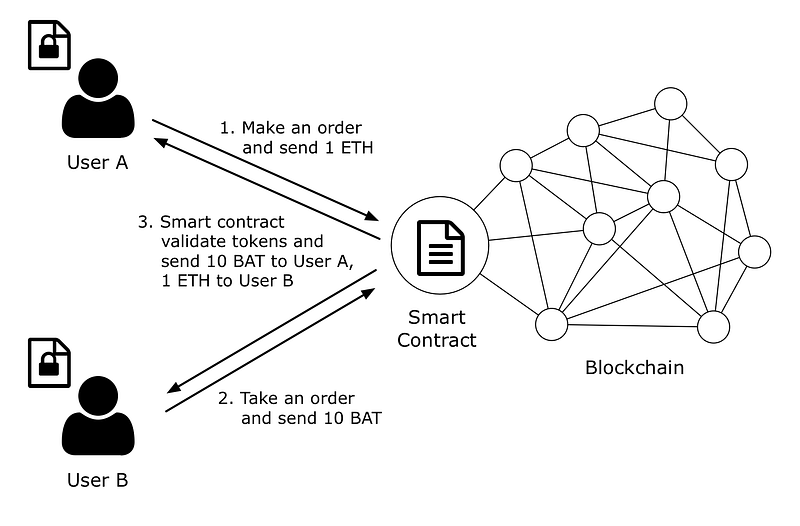 User A
1. Make an order
and send 1 ETH
3. Smart contract
validate tokens and
send 10 BAT to User A,
1 ETH to User B
Smart
Contract
Blockchain
2. Take an order
and send 10 BAT
User B